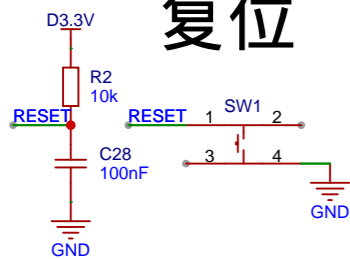 复位
D3.3V
R2
10k
RESET
RESET
SW1
1
2
3
4
C28
100nF
GND
GND